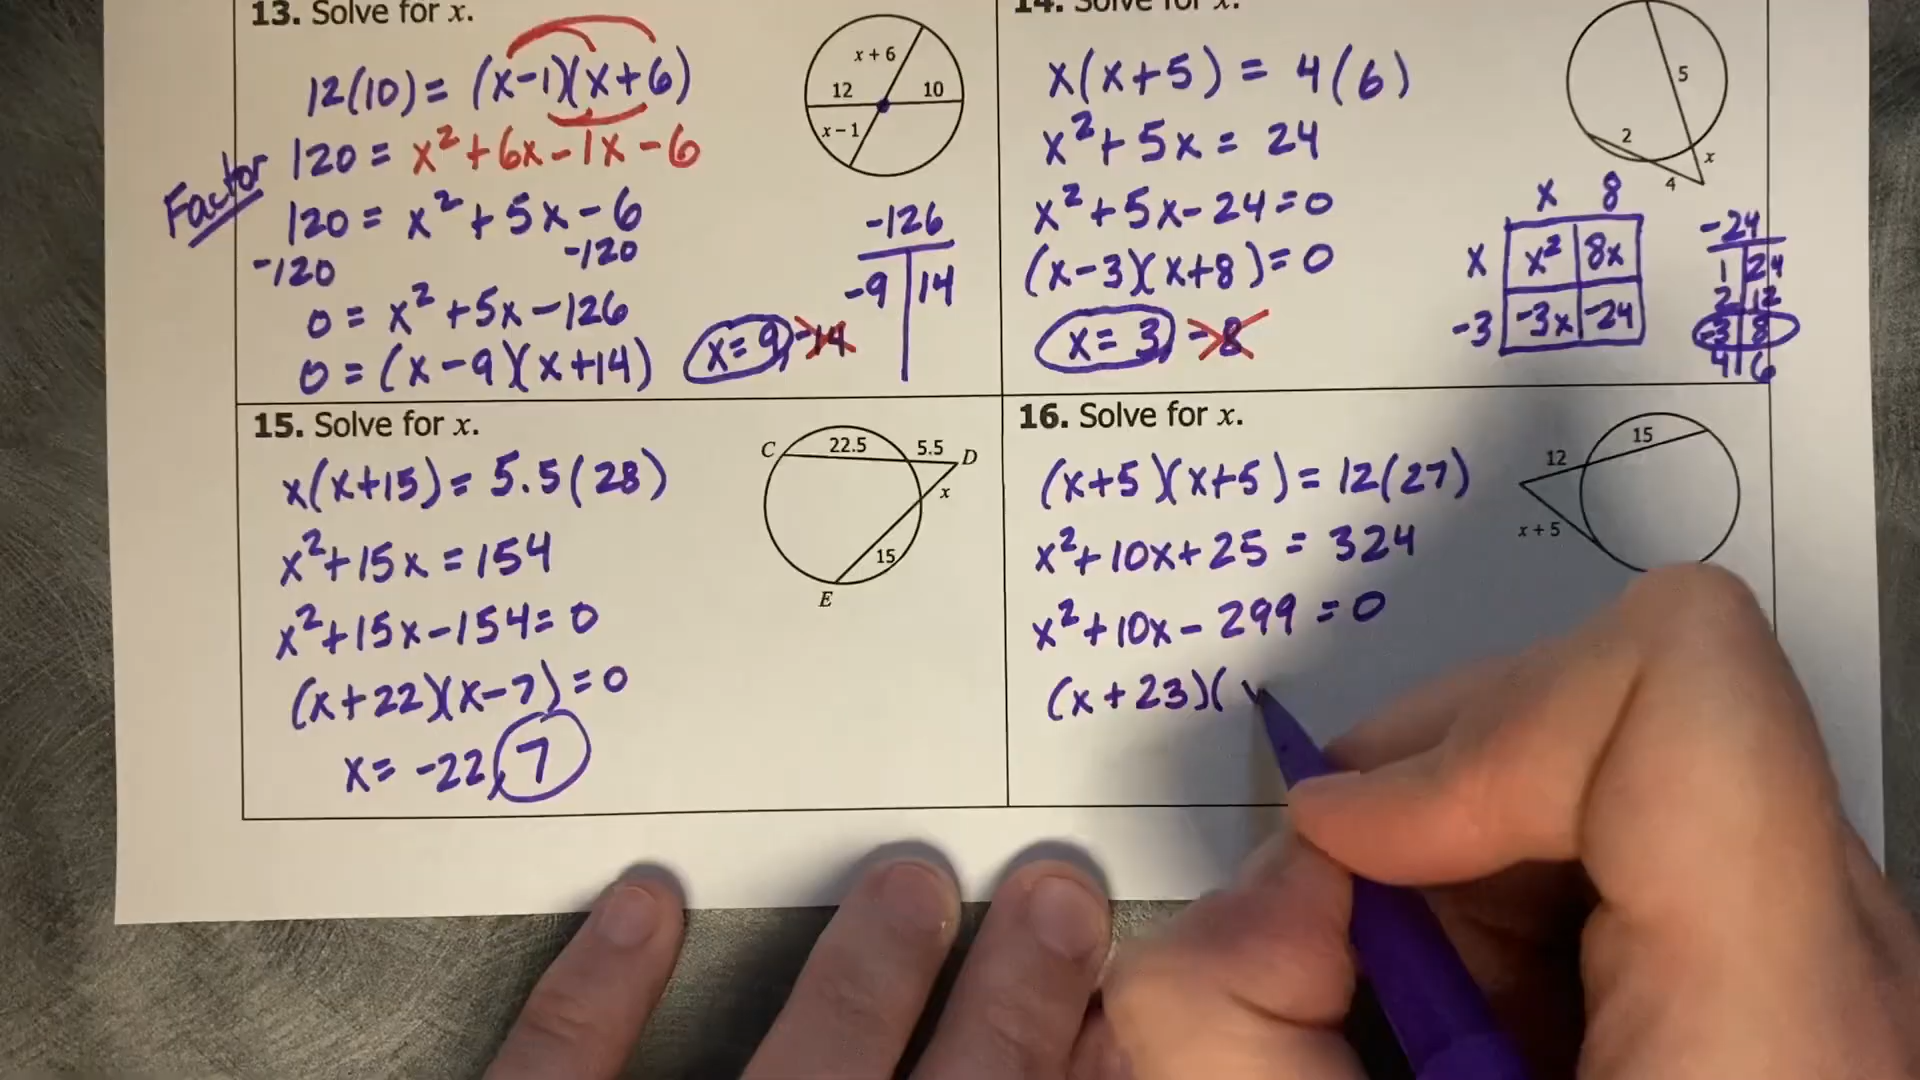 13. Solve for x.
12(10) = (x-1)(x+6)
120 = x²+6x-1x-6
Factor
120 = x²+5x-6
-120 -120
0 = x²+5x-126
0 = (x-9)(x+14)
x=9, -14
x + 6
12 10
x - 1
-126
-9 14
14. Solve for x.
x(x+5) = 4(6)
x²+5x = 24
x²+5x-24=0
(x-3)(x+8)=0
x = 3, -8
5
2
x
4
x 8
x x² 8x
-3 -3x -24
-24
1 24
2 12
-3 8
4 6
15. Solve for x.
x(x+15) = 5.5(28)
x²+15x = 154
x²+15x-154=0
(x+22)(x-7)=0
x= -22, 7
C 22.5 5.5 D
x
15
E
16. Solve for x.
(x+5)(x+5) = 12(27)
x²+10x+25 = 324
x²+10x-299 = 0
(x+23)(
15
12
x + 5